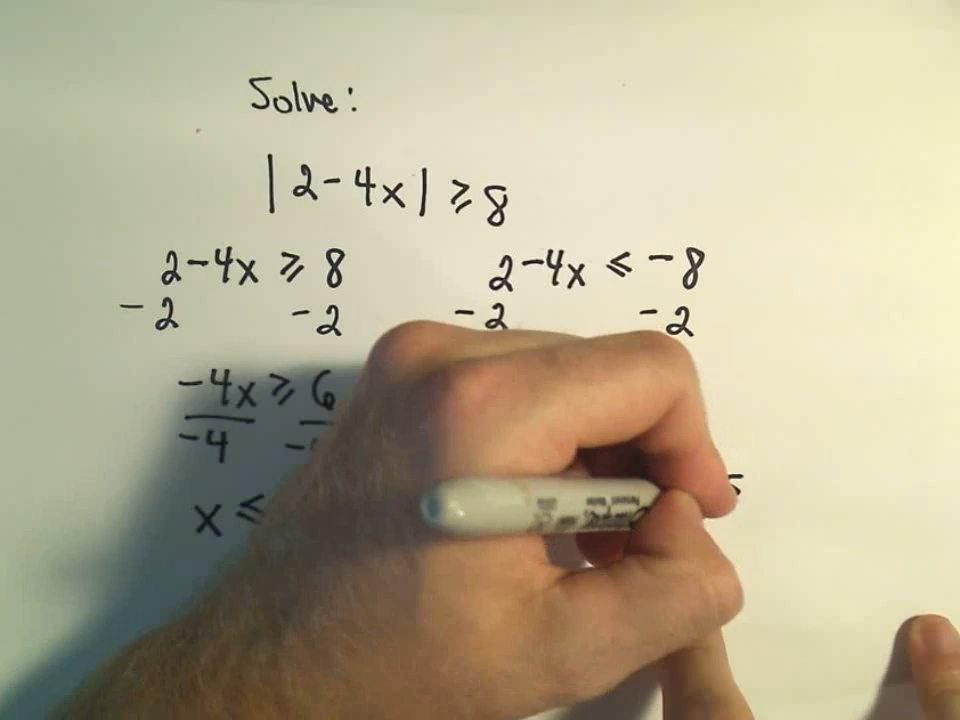 Solve:
|2-4x| ≥ 8
2-4x ≥ 8 2-4x ≤ -8
-2 -2 -2 -2
-4x ≥ 6
-4 -
x ≤